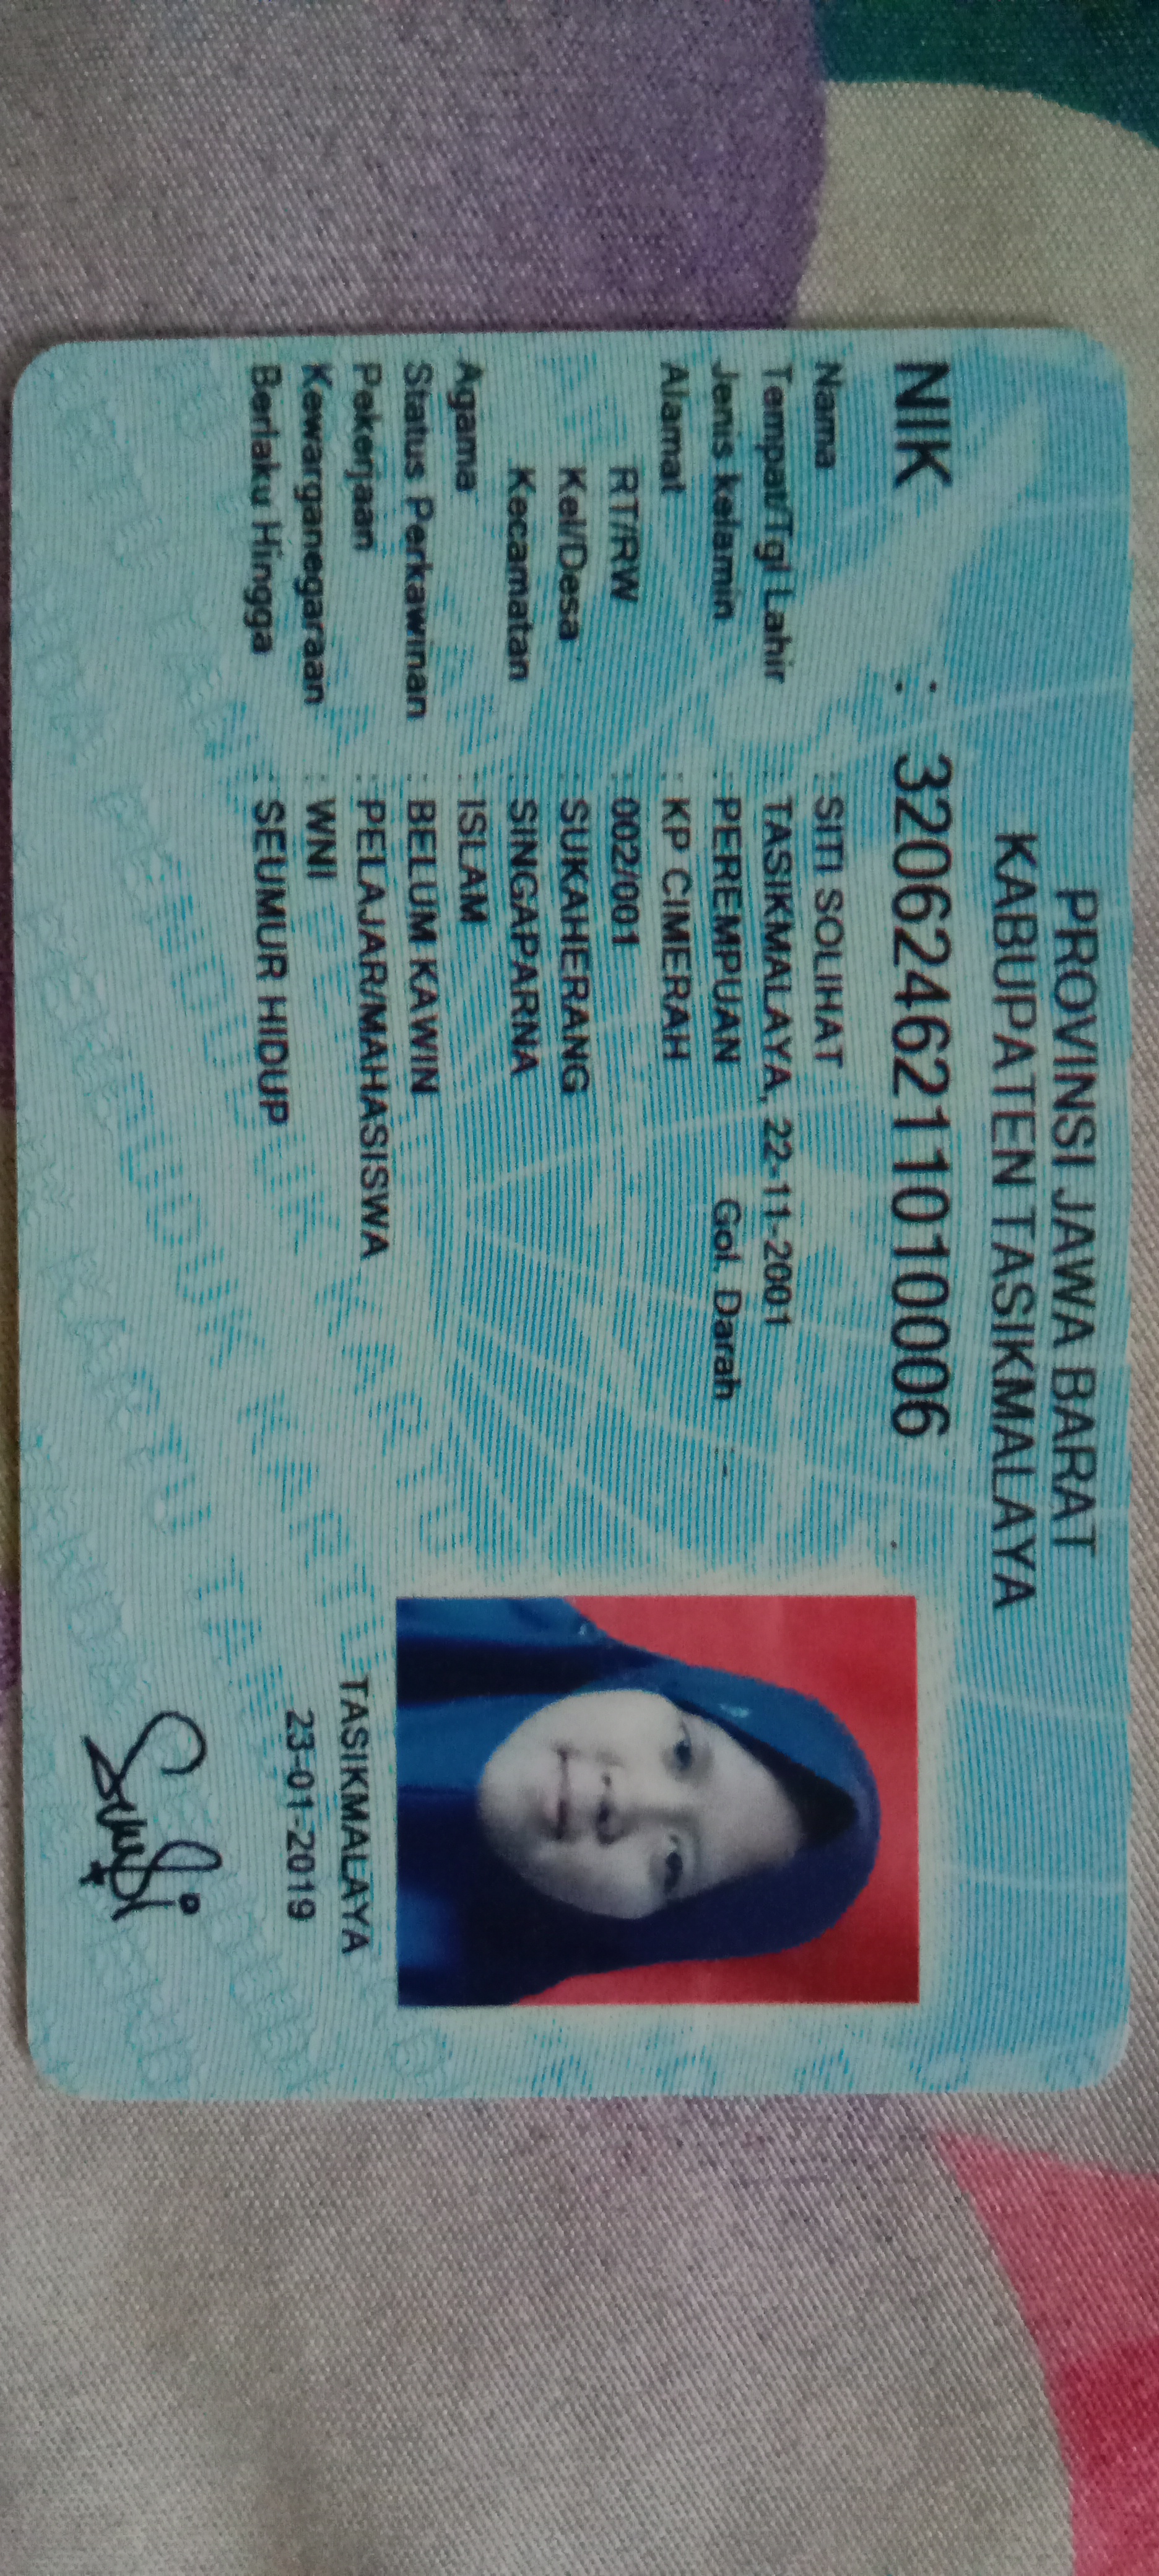 PROVINSI JAWA BARAT
KABUPATEN TASIKMALAYA
NIK : 3206246211010006
Nama : SITI SOLIHAT
Tempat/Tgl Lahir : TASIKMALAYA, 22-11-2001
Jenis kelamin : PEREMPUAN Gol. Darah : -
Alamat : KP CIMERAH
RT/RW : 002/001
Kel/Desa : SUKAHERANG
Kecamatan : SINGAPARNA
Agama : ISLAM
Status Perkawinan : BELUM KAWIN
Pekerjaan : PELAJAR/MAHASISWA
Kewarganegaraan : WNI
Berlaku Hingga : SEUMUR HIDUP
TASIKMALAYA
23-01-2019